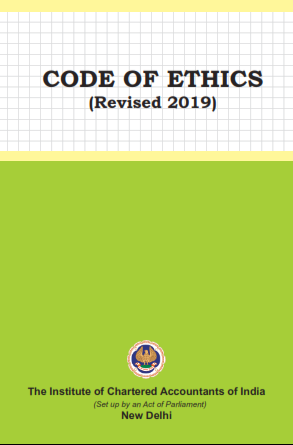 CODE OF ETHICS
(Revised 2019)
The Institute of Chartered Accountants of India
(Set up by an Act of Parliament)
New Delhi